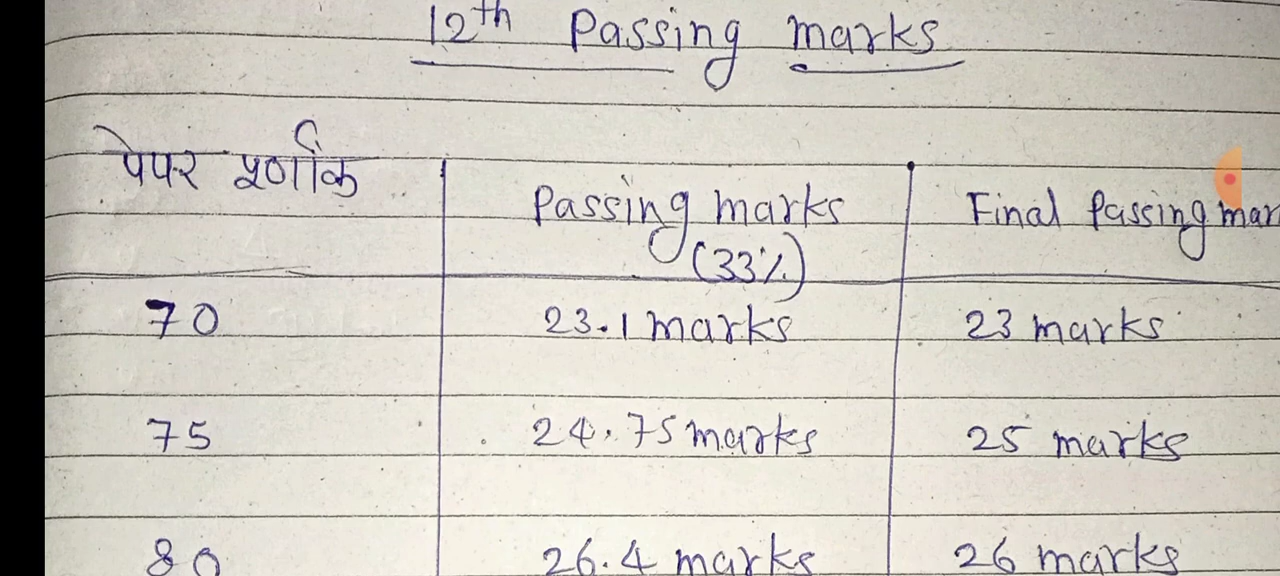 12th Passing marks
पेपर पूर्णांक
Passing marks
Final Passing mar
(33%)
70 23.1 marks 23 marks
75 24.75 marks 25 marks
80 26.4 marks 26 marks